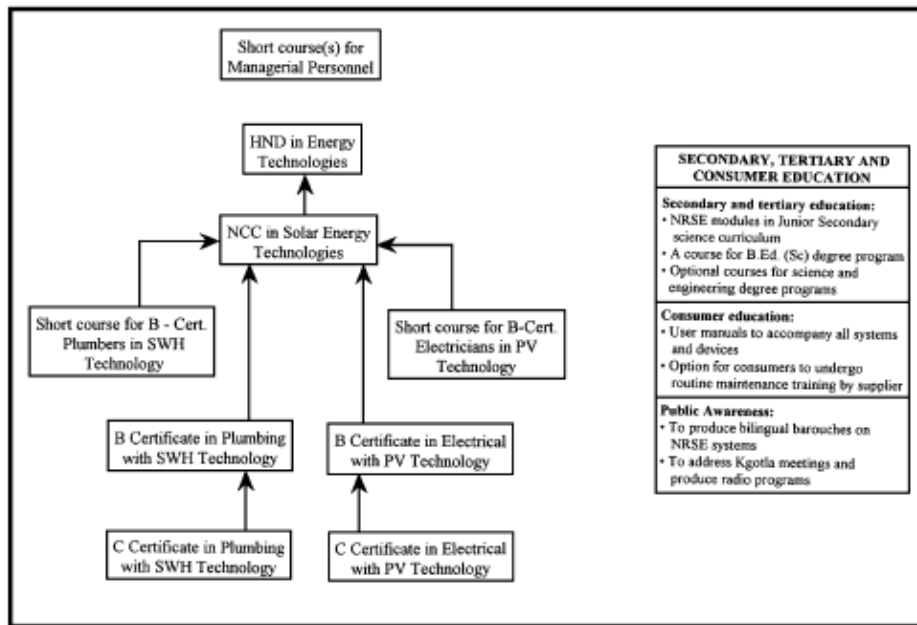 Short course(s) for
Managerial Personnel
HND in Energy
Technologies
NCC in Solar Energy
Technologies
Short course for B - Cert.
Plumbers in SWH
Technology
Short course for B-Cert.
Electricians in PV
Technology
B Certificate in Plumbing
with SWH Technology
B Certificate in Electrical
with PV Technology
C Certificate in Plumbing
with SWH Technology
C Certificate in Electrical
with PV Technology
SECONDARY, TERTIARY AND
CONSUMER EDUCATION
Secondary and tertiary education:
• NRSE modules in Junior Secondary
science curriculum
• A course for B.Ed. (Sc) degree program
• Optional courses for science and
engineering degree programs
Consumer education:
• User manuals to accompany all systems
and devices
• Option for consumers to undergo
routine maintenance training by supplier
Public Awareness:
• To produce bilingual barouches on
NRSE systems
• To address Kgotla meetings and
produce radio programs